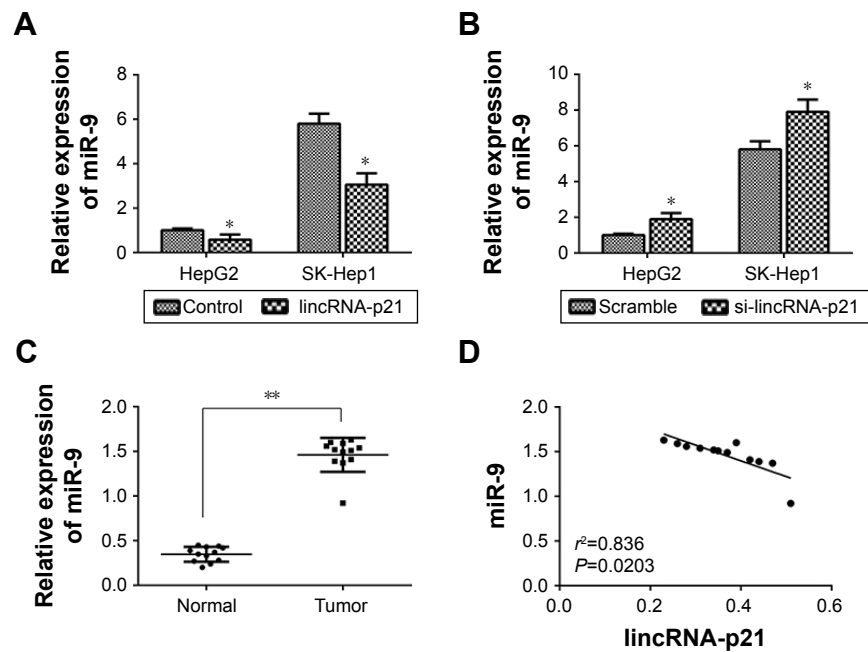 A
Relative expression
of miR-9
8
6
4
2
0
*
*
HepG2
SK-Hep1
Control
lincRNA-p21
B
Relative expression
of miR-9
10
8
6
4
2
0
*
*
HepG2
SK-Hep1
Scramble
si-lincRNA-p21
C
Relative expression
of miR-9
2.0
1.5
1.0
0.5
0.0
**
Normal
Tumor
D
miR-9
2.0
1.5
1.0
0.5
0.0
r²=0.836
P=0.0203
0.0
0.2
0.4
0.6
lincRNA-p21